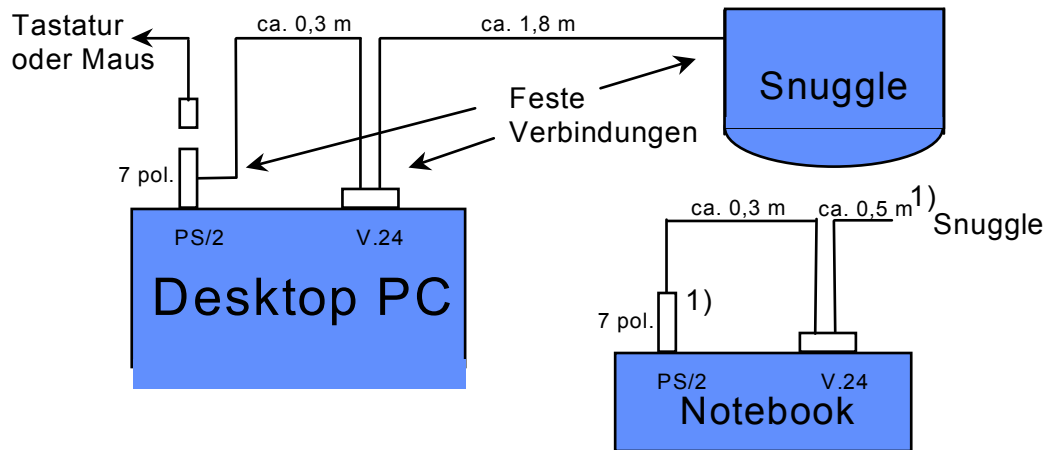 Tastatur
oder Maus
ca. 0,3 m
ca. 1,8 m
Snuggle
Feste
Verbindungen
7 pol.
PS/2
V.24
Desktop PC
ca. 0,3 m
ca. 0,5 m
1)
Snuggle
7 pol.
1)
PS/2
V.24
Notebook